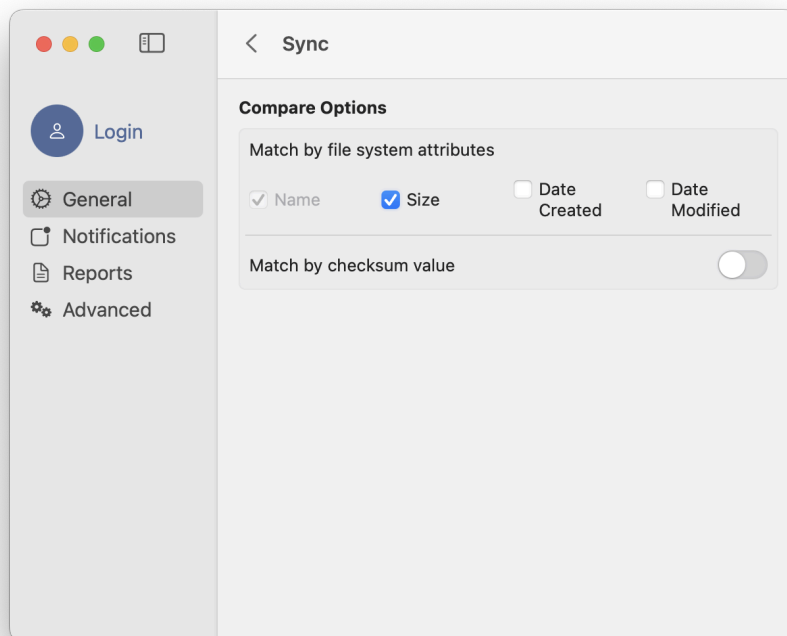 Sync
Login
General
Notifications
Reports
Advanced
Compare Options
Match by file system attributes
Name
Size
Date
Created
Date
Modified
Match by checksum value